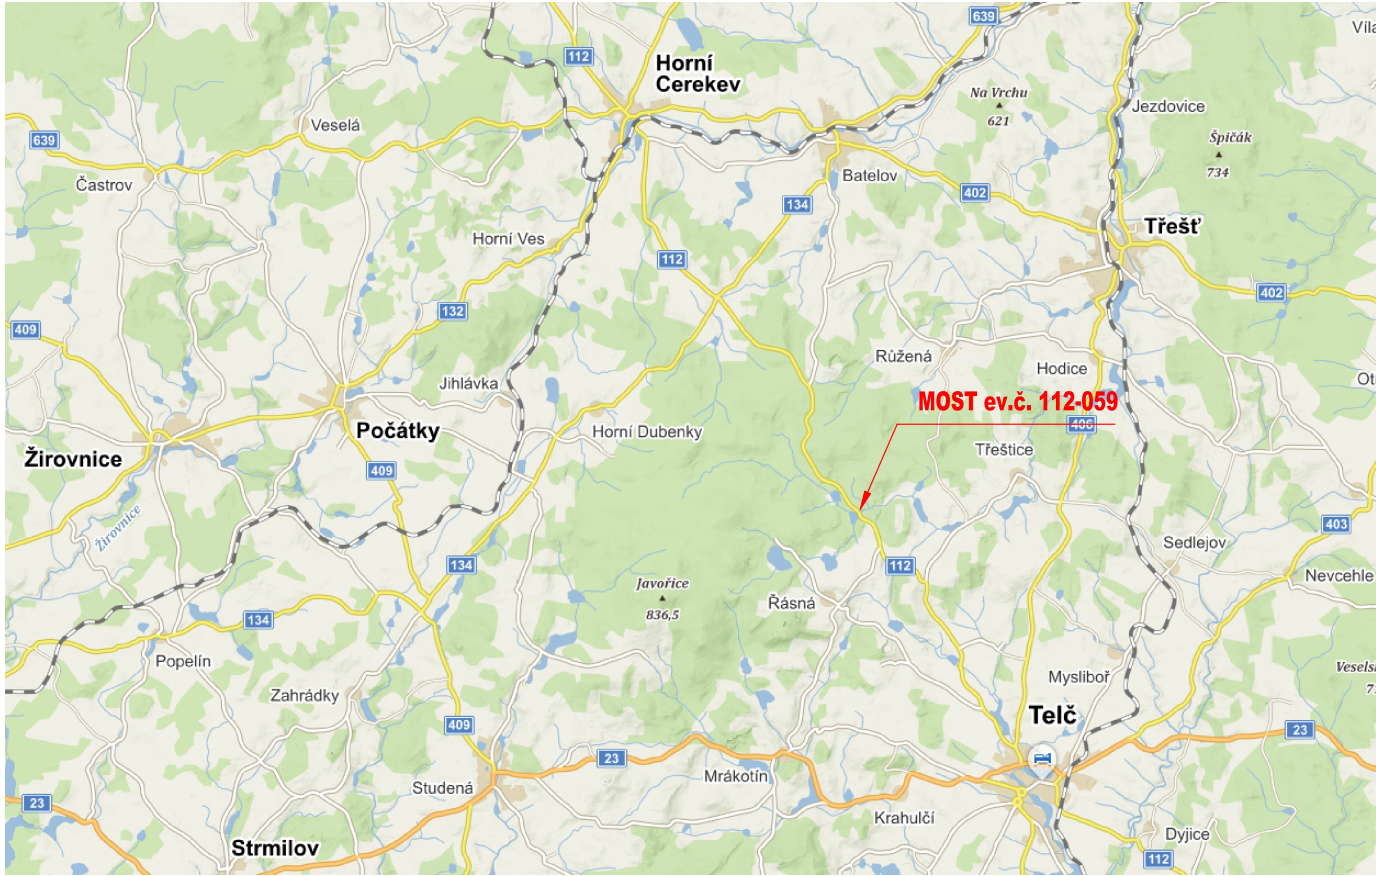 639
Víla
112
Horní
Cerekev
Na Vrchu
621
Jezdovice
Veselá
639
Špičák
734
Častrov
Batelov
402
134
Třešť
Horní Ves
112
402
132
409
Růžená
Hodice
Jihlávka
Ot
MOST ev.č. 112-059
406
Počátky
Horní Dubenky
Žirovnice
Třeštice
409
Žirovnice
403
Sedlejov
134
112
Nevcehle
Javořice
836,5
Řásná
134
Popelín
Zahrádky
Veselsk
Mysliboř
Telč
409
23
23
Mrákotín
Studená
23
Krahulčí
Dyjice
Strmilov
112